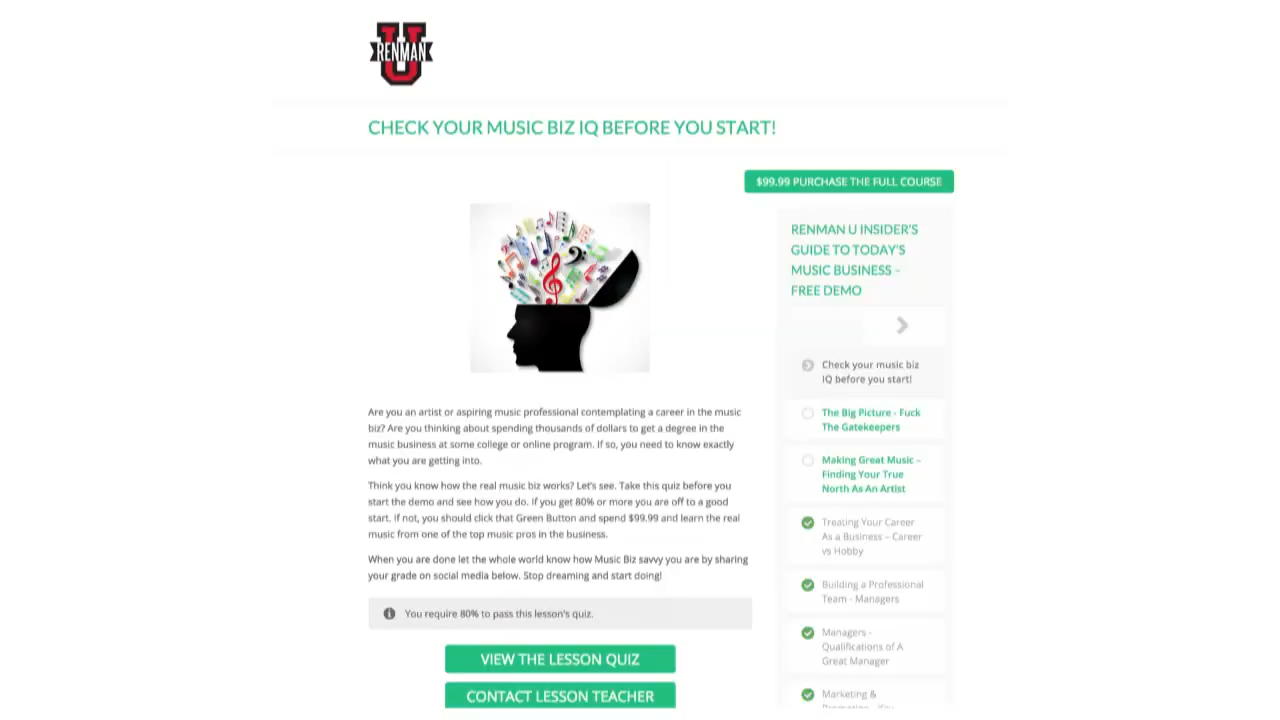 RENMAN
U
CHECK YOUR MUSIC BIZ IQ BEFORE YOU START!
$99.99 PURCHASE THE FULL COURSE
Are you an artist or aspiring music professional contemplating a career in the music
biz? Are you thinking about spending thousands of dollars to get a degree in the
music business at some college or online program. If so, you need to know exactly
what you are getting into.
Think you know how the real music biz works? Let's see. Take this quiz before you
start the demo and see how you do. If you get 80% or more you are off to a good
start. If not, you should click that Green Button and spend $99.99 and learn the real
music from one of the top music pros in the business.
When you are done let the whole world know how Music Biz savvy you are by sharing
your grade on social media below. Stop dreaming and start doing!
You require 80% to pass this lesson's quiz.
VIEW THE LESSON QUIZ
CONTACT LESSON TEACHER
RENMAN U INSIDER'S
GUIDE TO TODAY'S
MUSIC BUSINESS –
FREE DEMO
Check your music biz
IQ before you start!
The Big Picture - Fuck
The Gatekeepers
Making Great Music –
Finding Your True
North As An Artist
Treating Your Career
As a Business – Career
vs Hobby
Building a Professional
Team - Managers
Managers -
Qualifications of A
Great Manager
Marketing &